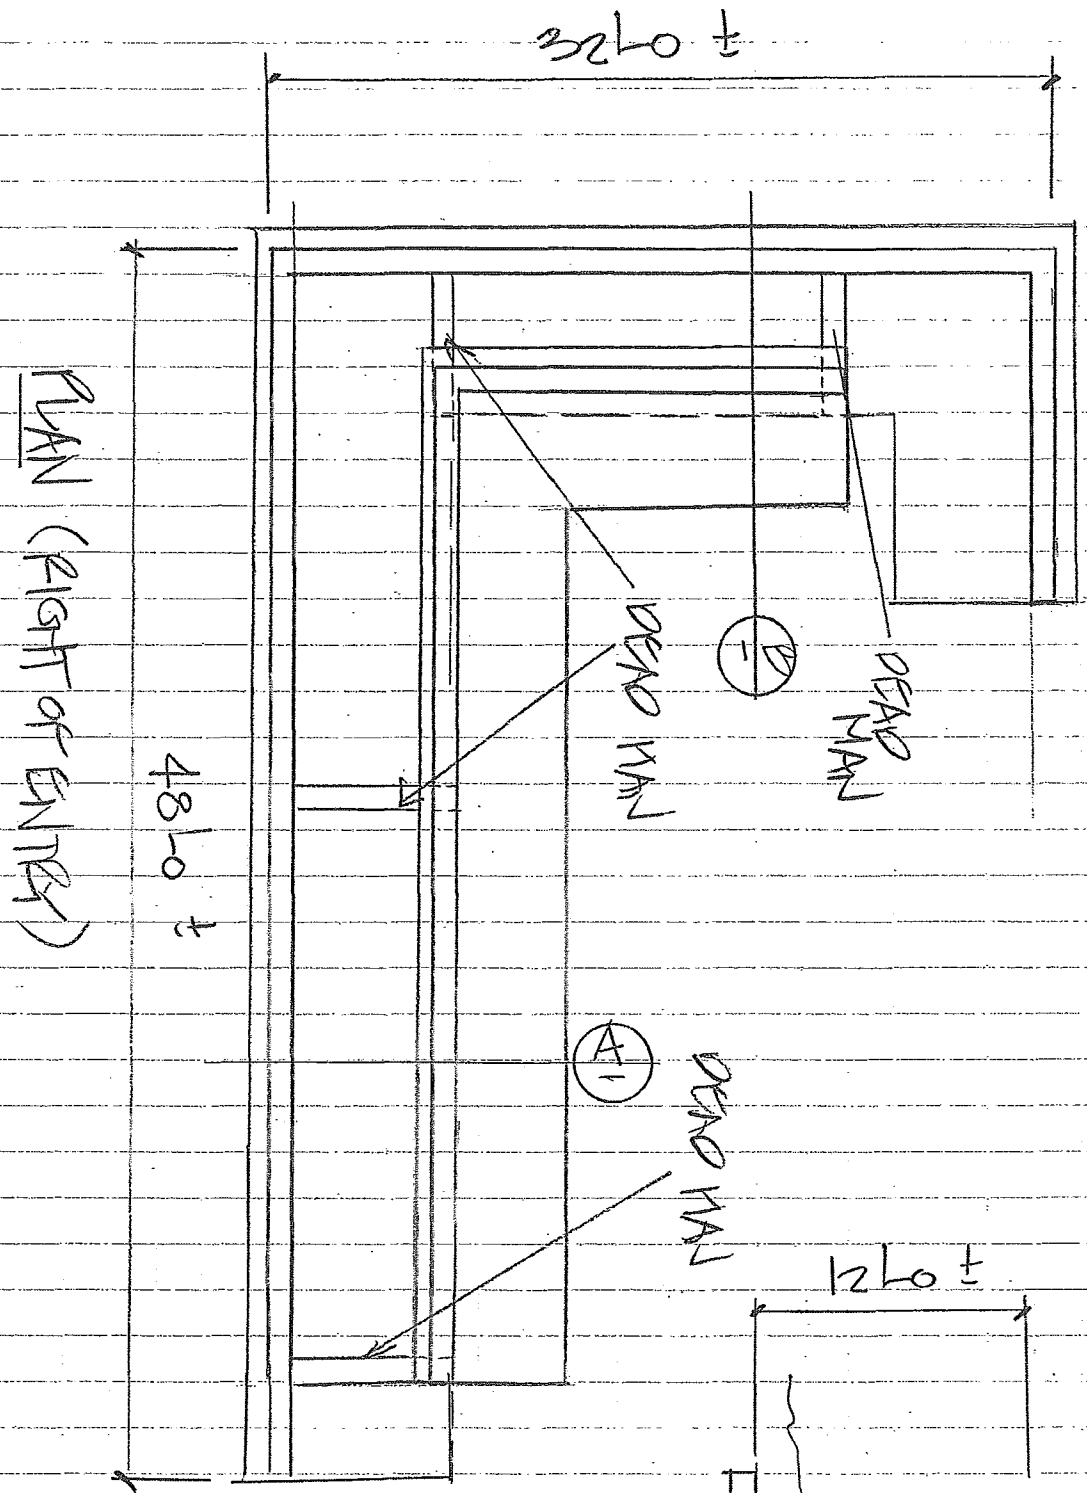 32'-0 ±
DEAD
MAN
B
1
DEAD MAN
A
1
DEAD MAN
12'-0 ±
48'-0 ±
PLAN (RIGHT OF ENTRY)